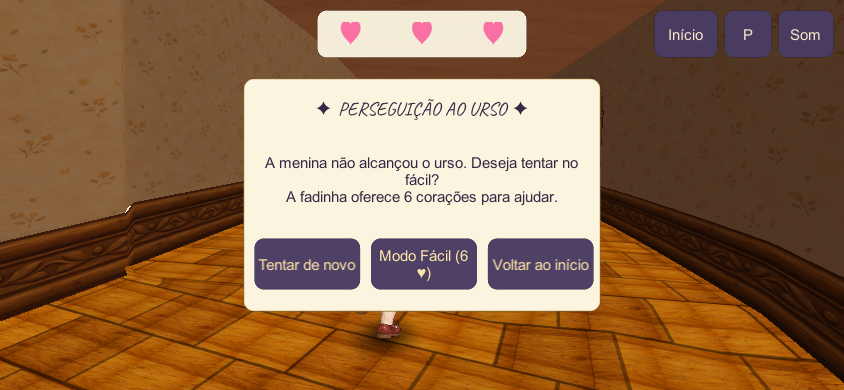 Início P Som
✦ PERSEGUIÇÃO AO URSO ✦
A menina não alcançou o urso. Deseja tentar no
fácil?
A fadinha oferece 6 corações para ajudar.
Tentar de novo
Modo Fácil (6
♥)
Voltar ao início